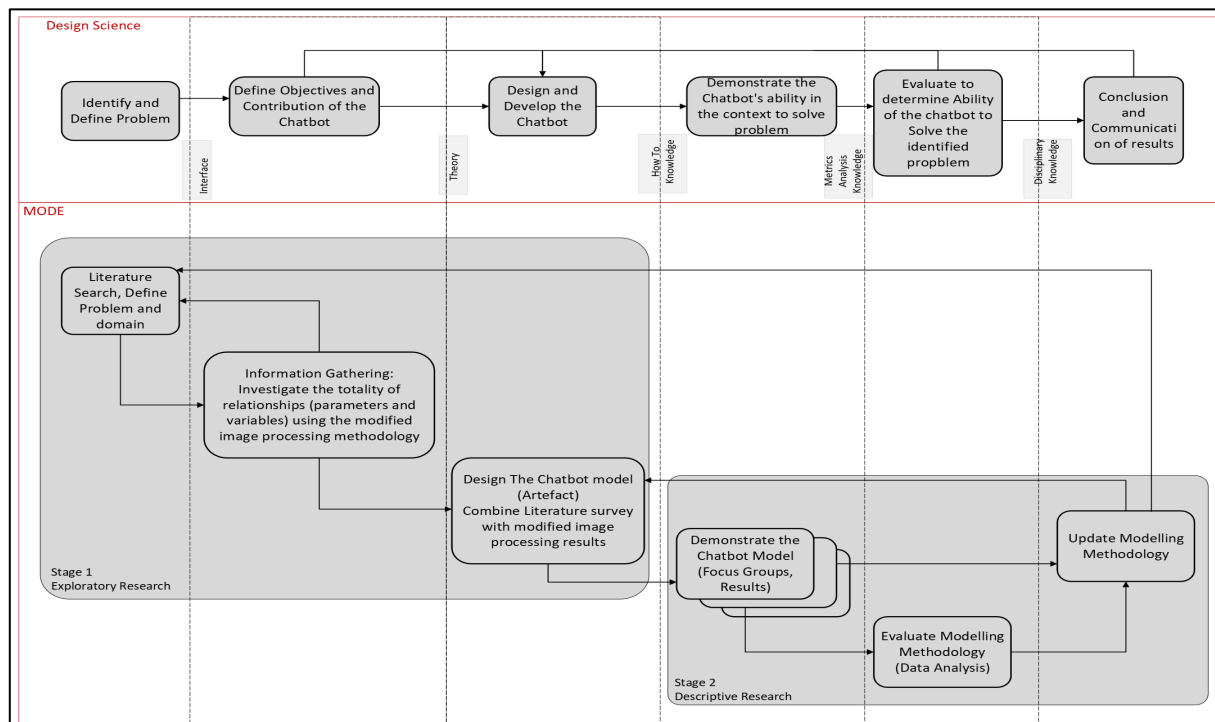 Design Science
Identify and
Define Problem
Define Objectives and
Contribution of the
Chatbot
Design and
Develop the
Chatbot
Demonstrate the
Chatbot's ability in
the context to solve
problem
Evaluate to
determine Ability
of the chatbot to
Solve the
identified propblem
Conclusion
and
Communicati
on of results
Interface
Theory
How To
Knowledge
Metrics
Analysis
Knowledge
Disciplinary
Knowledge
MODE
Literature
Search, Define
Problem and
domain
Information Gathering:
Investigate the totality of
relationships (parameters and
variables) using the modified
image processing methodology
Design The Chatbot model
(Artefact)
Combine Literature survey
with modified image
processing results
Stage 1
Exploratory Research
Demonstrate the
Chatbot Model
(Focus Groups,
Results)
Update Modelling
Methodology
Evaluate Modelling
Methodology
(Data Analysis)
Stage 2
Descriptive Research